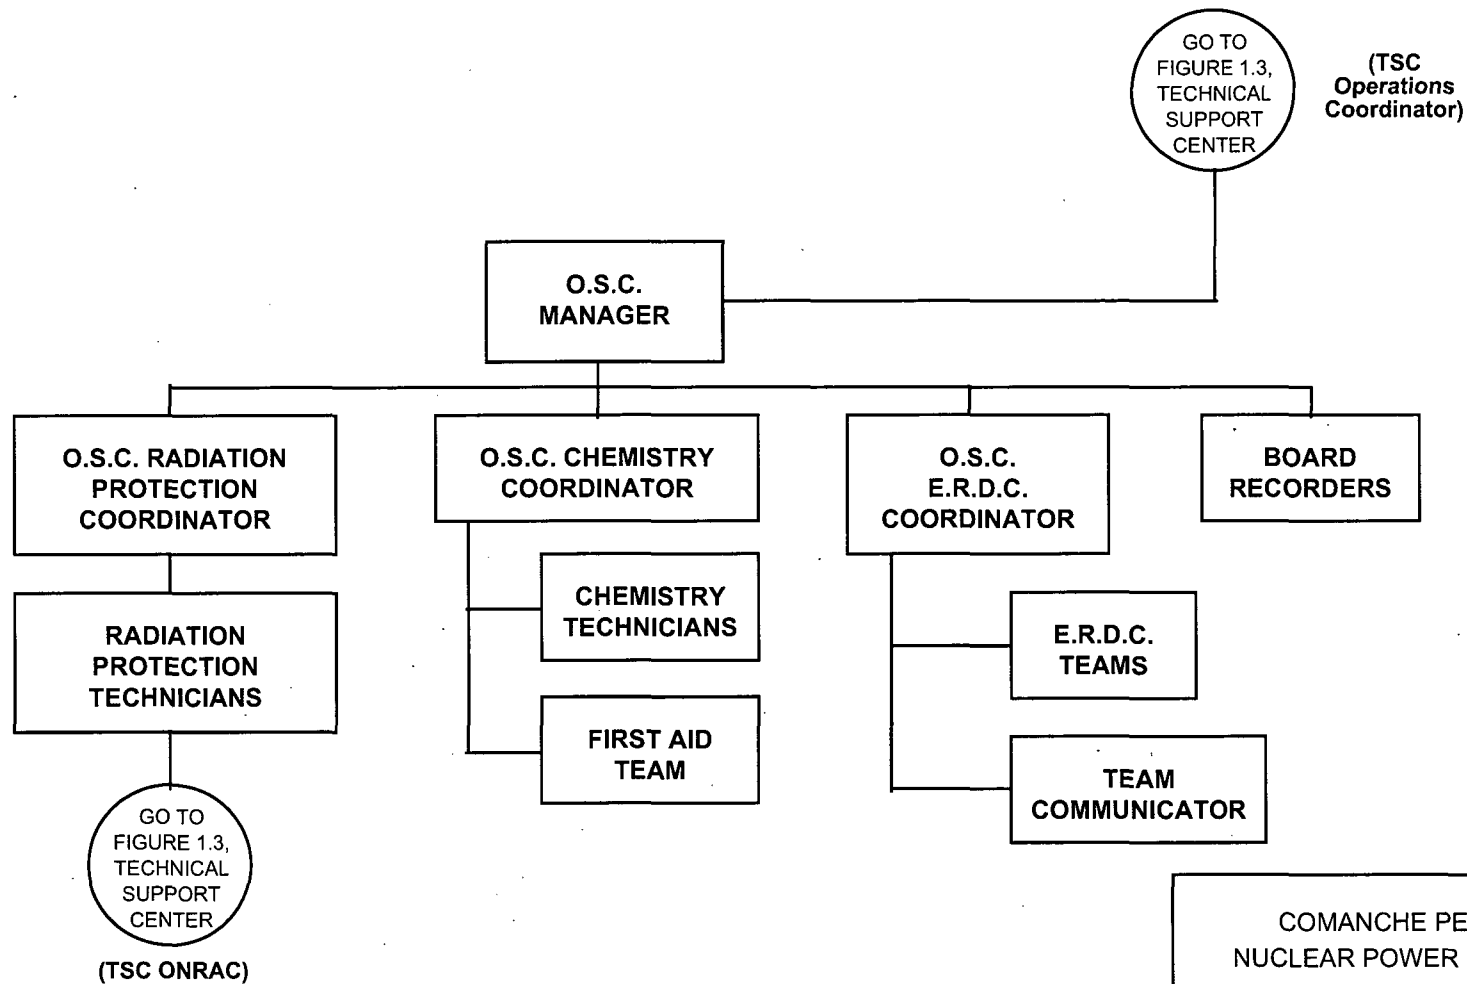 GO TO
FIGURE 1.3,
TECHNICAL
SUPPORT
CENTER
(TSC
Operations
Coordinator)
O.S.C.
MANAGER
O.S.C. RADIATION
PROTECTION
COORDINATOR
O.S.C. CHEMISTRY
COORDINATOR
O.S.C.
E.R.D.C.
COORDINATOR
BOARD
RECORDERS
RADIATION
PROTECTION
TECHNICIANS
CHEMISTRY
TECHNICIANS
FIRST AID
TEAM
E.R.D.C.
TEAMS
TEAM
COMMUNICATOR
GO TO
FIGURE 1.3,
TECHNICAL
SUPPORT
CENTER
(TSC ONRAC)
COMANCHE PE
NUCLEAR POWER